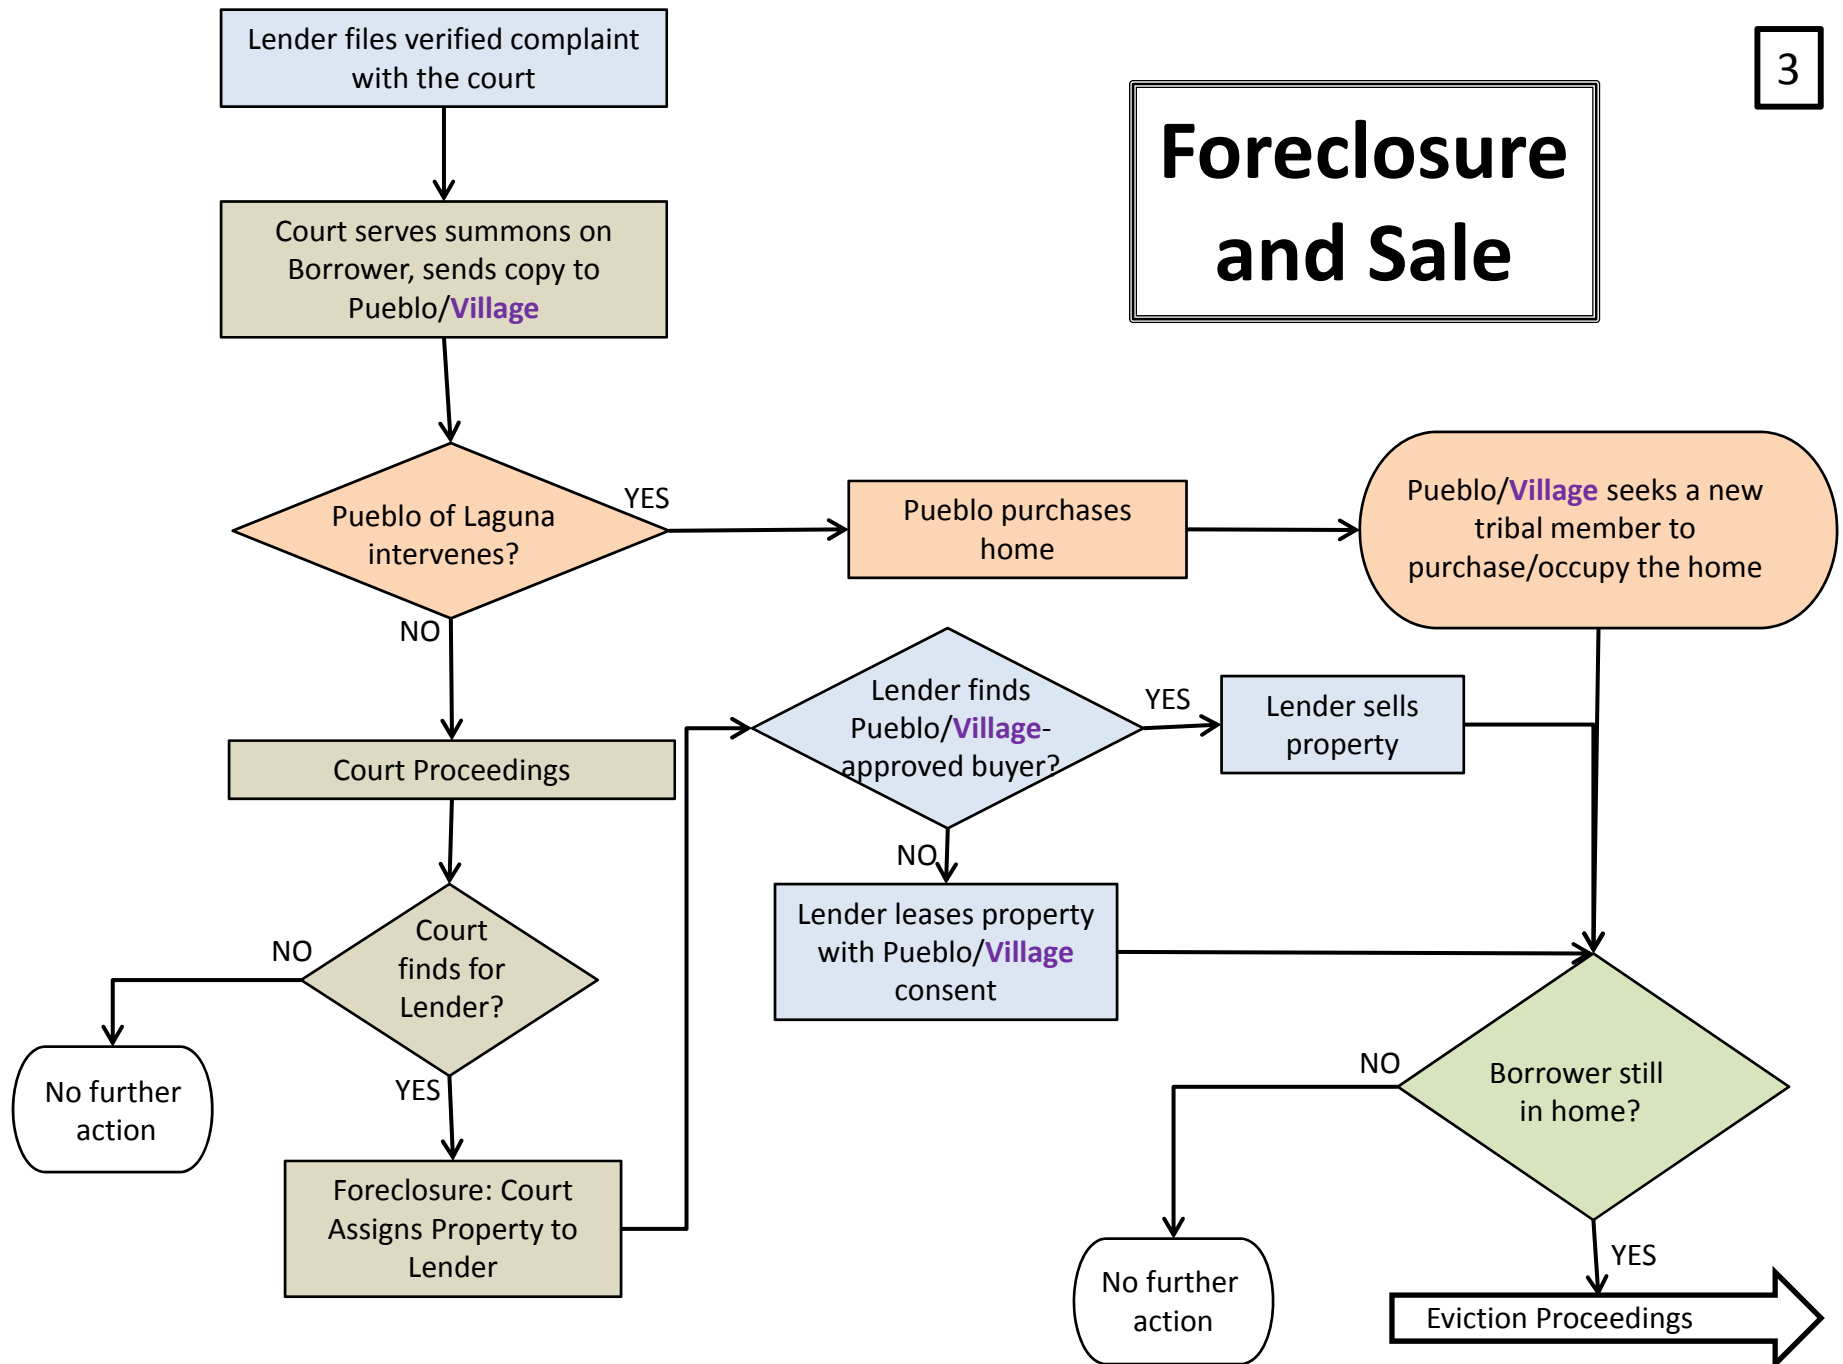 Lender files verified complaint
with the court
3
Foreclosure
and Sale
Court serves summons on
Borrower, sends copy to
Pueblo/Village
Pueblo of Laguna
intervenes?
YES
Pueblo purchases
home
Pueblo/Village seeks a new
tribal member to
purchase/occupy the home
NO
Court Proceedings
Lender finds
Pueblo/Village-
approved buyer?
YES
Lender sells
property
NO
Lender leases property
with Pueblo/Village
consent
Court
finds for
Lender?
NO
No further
action
YES
Foreclosure: Court
Assigns Property to
Lender
Borrower still
in home?
NO
No further
action
YES
Eviction Proceedings